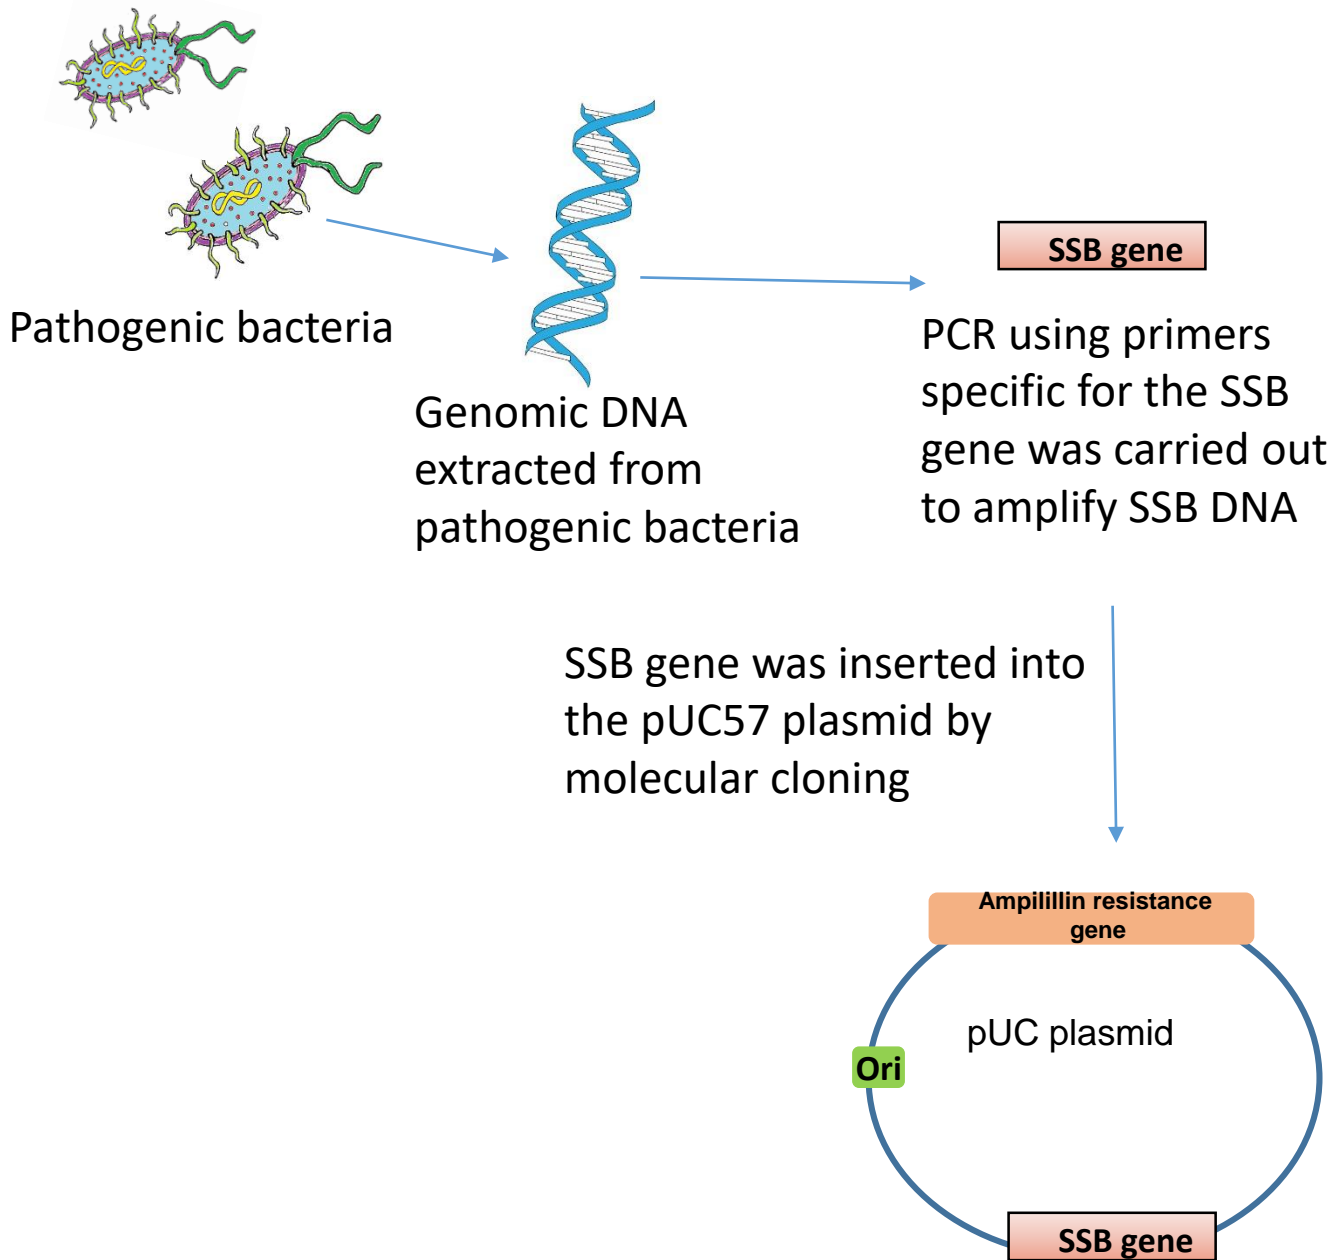 Pathogenic bacteria
Genomic DNA
extracted from
pathogenic bacteria
SSB gene
PCR using primers
specific for the SSB
gene was carried out
to amplify SSB DNA
SSB gene was inserted into
the pUC57 plasmid by
molecular cloning
Ampilillin resistance
gene
pUC plasmid
Ori
SSB gene